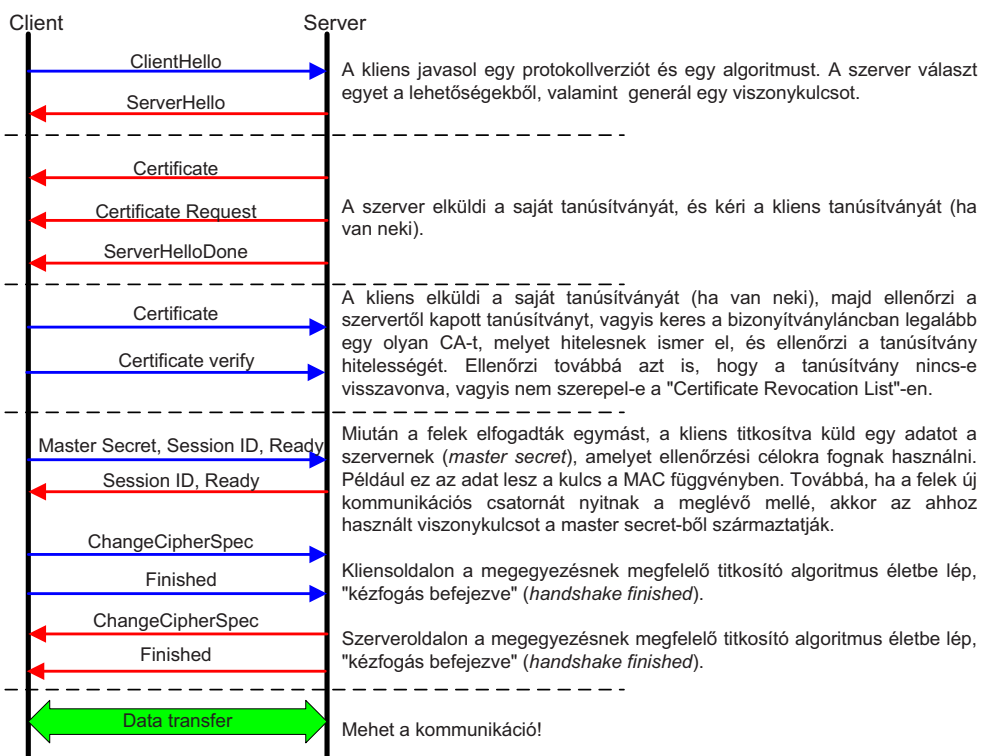 Client
Server
ClientHello
A kliens javasol egy protokollverziót és egy algoritmust. A szerver választ
egyet a lehetőségekből, valamint generál egy viszonykulcsot.
ServerHello
Certificate
Certificate Request
ServerHelloDone
A szerver elküldi a saját tanúsítványát, és kéri a kliens tanúsítványát (ha
van neki).
Certificate
Certificate verify
A kliens elküldi a saját tanúsítványát (ha van neki), majd ellenőrzi a
szervertől kapott tanúsítványt, vagyis keres a bizonyítványláncban legalább
egy olyan CA-t, melyet hitelesnek ismer el, és ellenőrzi a tanúsítvány
hitelességét. Ellenőrzi továbbá azt is, hogy a tanúsítvány nincs-e
visszavonva, vagyis nem szerepel-e a "Certificate Revocation List"-en.
Master Secret, Session ID, Ready
Session ID, Ready
Miután a felek elfogadták egymást, a kliens titkosítva küld egy adatot a
szervernek (master secret), amelyet ellenőrzési célokra fognak használni.
Például ez az adat lesz a kulcs a MAC függvényben. Továbbá, ha a felek új
kommunikációs csatornát nyitnak a meglévő mellé, akkor az ahhoz
használt viszonykulcsot a master secret-ből származtatják.
ChangeCipherSpec
Finished
Kliensoldalon a megegyezésnek megfelelő titkosító algoritmus életbe lép,
"kézfogás befejezve" (handshake finished).
ChangeCipherSpec
Finished
Szerveroldalon a megegyezésnek megfelelő titkosító algoritmus életbe lép,
"kézfogás befejezve" (handshake finished).
Data transfer
Mehet a kommunikáció!